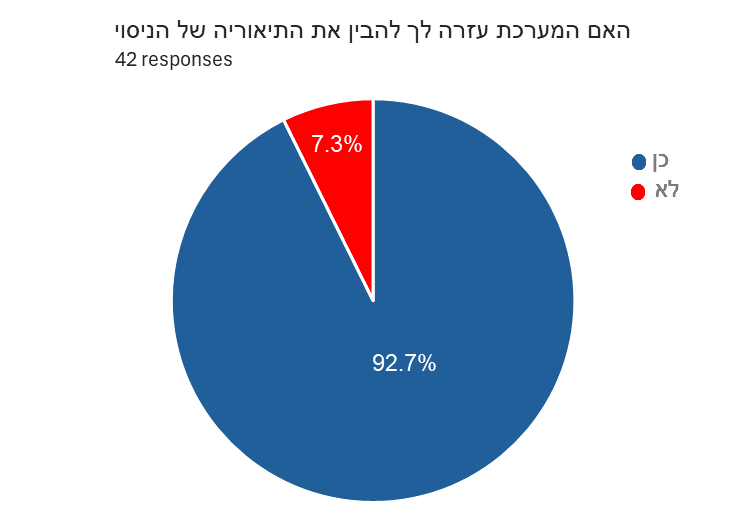 האם המערכת עזרה לך להבין את התיאוריה של הניסוי
42 responses
7.3%
כן
לא
92.7%